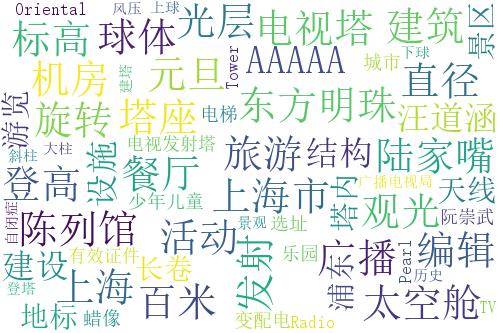 Oriental
风压
上球
光层
电视塔
建筑
景区
标高
球体
AAAAA
Tower
城市
下球
机房
元旦
直径
建塔
游览
旋转
塔座
电梯
东方明珠
汪道涵
斜柱
大柱
电视发射塔
设施
餐厅
旅游
结构
陆家嘴
登高
少年儿童
上海市
塔内
广播电视局
天线
自闭症
陈列馆
活动
发射
景观
选址
观光
阮崇武
建设
有效证件
长卷
乐园
广播
浦东
Pearl
编辑
历史
登塔
上海
百米
太空舱
TV
地标
蜡像
变配电
Radio